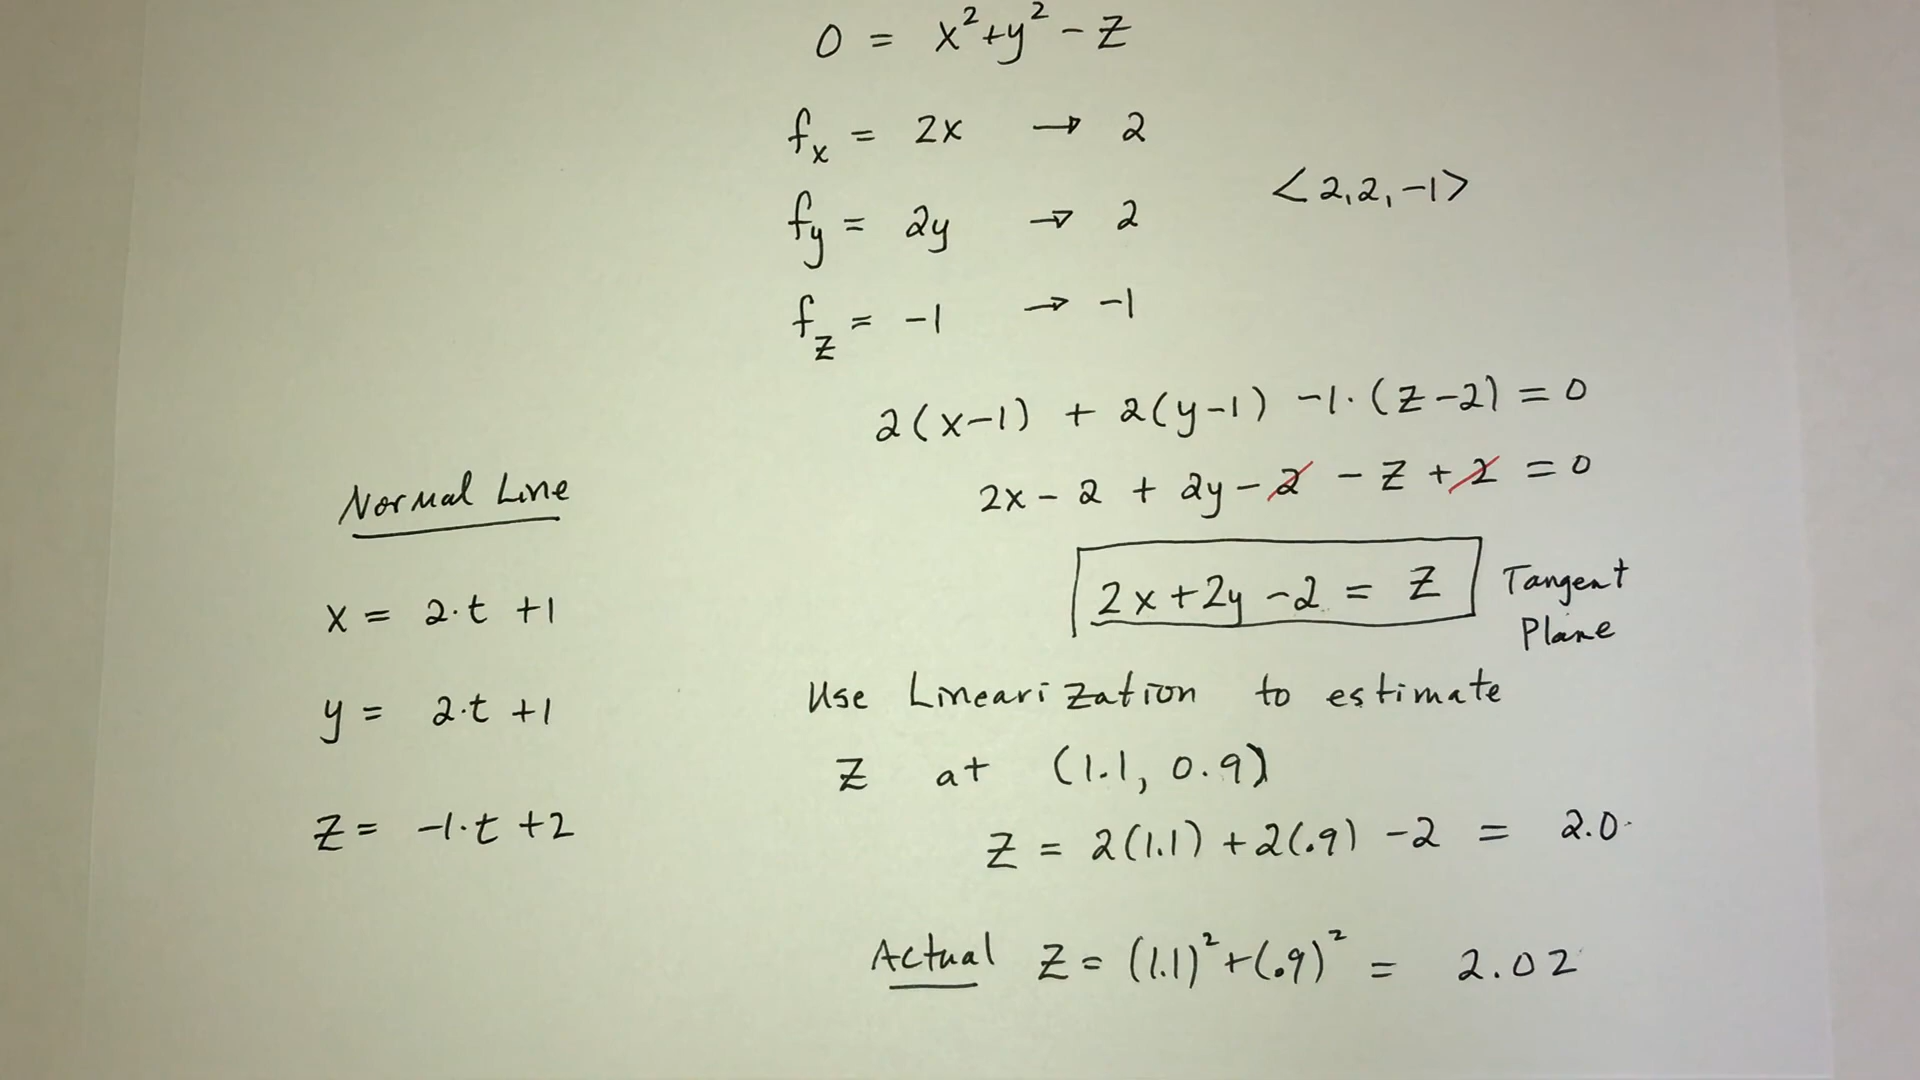 0 = x² + y² - z
f_x = 2x → 2
f_y = 2y → 2
<2, 2, -1>
f_z = -1 → -1
2(x-1) + 2(y-1) -1·(z-2) = 0
2x - 2 + 2y - 2 - z + 2 = 0
2x + 2y - 2 = z
Tangent
Plane
Use Linearization to estimate
z at (1.1, 0.9)
z = 2(1.1) + 2(.9) - 2 = 2.0
Actual z = (1.1)² + (.9)² = 2.02
Normal Line
x = 2·t + 1
y = 2·t + 1
z = -1·t + 2